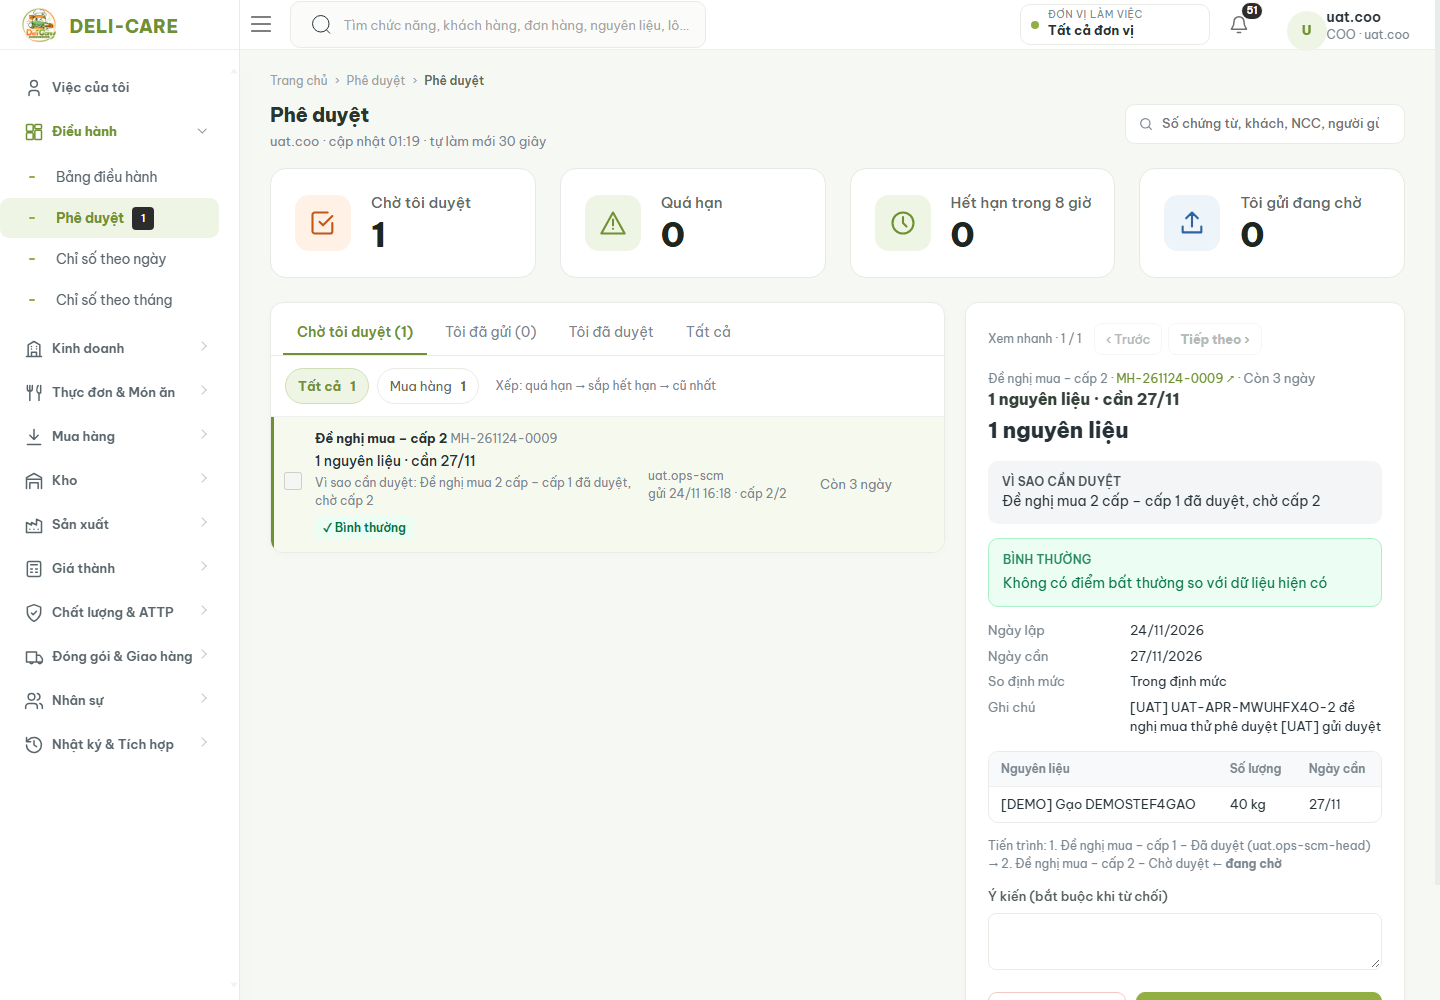 DELI-CARE
Tìm chức năng, khách hàng, đơn hàng, nguyên liệu, lô...
ĐƠN VỊ LÀM VIỆC
Tất cả đơn vị
51
U
uat.coo
COO · uat.coo
Việc của tôi
Điều hành
Bảng điều hành
Phê duyệt 1
Chỉ số theo ngày
Chỉ số theo tháng
Kinh doanh
Thực đơn & Món ăn
Mua hàng
Kho
Sản xuất
Giá thành
Chất lượng & ATTP
Đóng gói & Giao hàng
Nhân sự
Nhật ký & Tích hợp
Trang chủ › Phê duyệt › Phê duyệt
Phê duyệt
uat.coo · cập nhật 01:19 · tự làm mới 30 giây
Số chứng từ, khách, NCC, người gử
Chờ tôi duyệt
1
Quá hạn
0
Hết hạn trong 8 giờ
0
Tôi gửi đang chờ
0
Chờ tôi duyệt (1)
Tôi đã gửi (0)
Tôi đã duyệt
Tất cả
Tất cả 1
Mua hàng 1
Xếp: quá hạn → sắp hết hạn → cũ nhất
Đề nghị mua – cấp 2 MH-261124-0009
1 nguyên liệu · cần 27/11
Vì sao cần duyệt: Đề nghị mua 2 cấp – cấp 1 đã duyệt,
chờ cấp 2
✓ Bình thường
uat.ops-scm
gửi 24/11 16:18 · cấp 2/2
Còn 3 ngày
Xem nhanh · 1 / 1
‹ Trước
Tiếp theo ›
Đề nghị mua – cấp 2 · MH-261124-0009 ↗ · Còn 3 ngày
1 nguyên liệu · cần 27/11
1 nguyên liệu
VÌ SAO CẦN DUYỆT
Đề nghị mua 2 cấp – cấp 1 đã duyệt, chờ cấp 2
BÌNH THƯỜNG
Không có điểm bất thường so với dữ liệu hiện có
Ngày lập 24/11/2026
Ngày cần 27/11/2026
So định mức Trong định mức
Ghi chú [UAT] UAT-APR-MWUHFX4O-2 đề
nghị mua thử phê duyệt [UAT] gửi duyệt
Nguyên liệu Số lượng Ngày cần
[DEMO] Gạo DEMOSTEF4GAO 40 kg 27/11
Tiến trình: 1. Đề nghị mua – cấp 1 – Đã duyệt (uat.ops-scm-head)
→ 2. Đề nghị mua – cấp 2 – Chờ duyệt ← đang chờ
Ý kiến (bắt buộc khi từ chối)